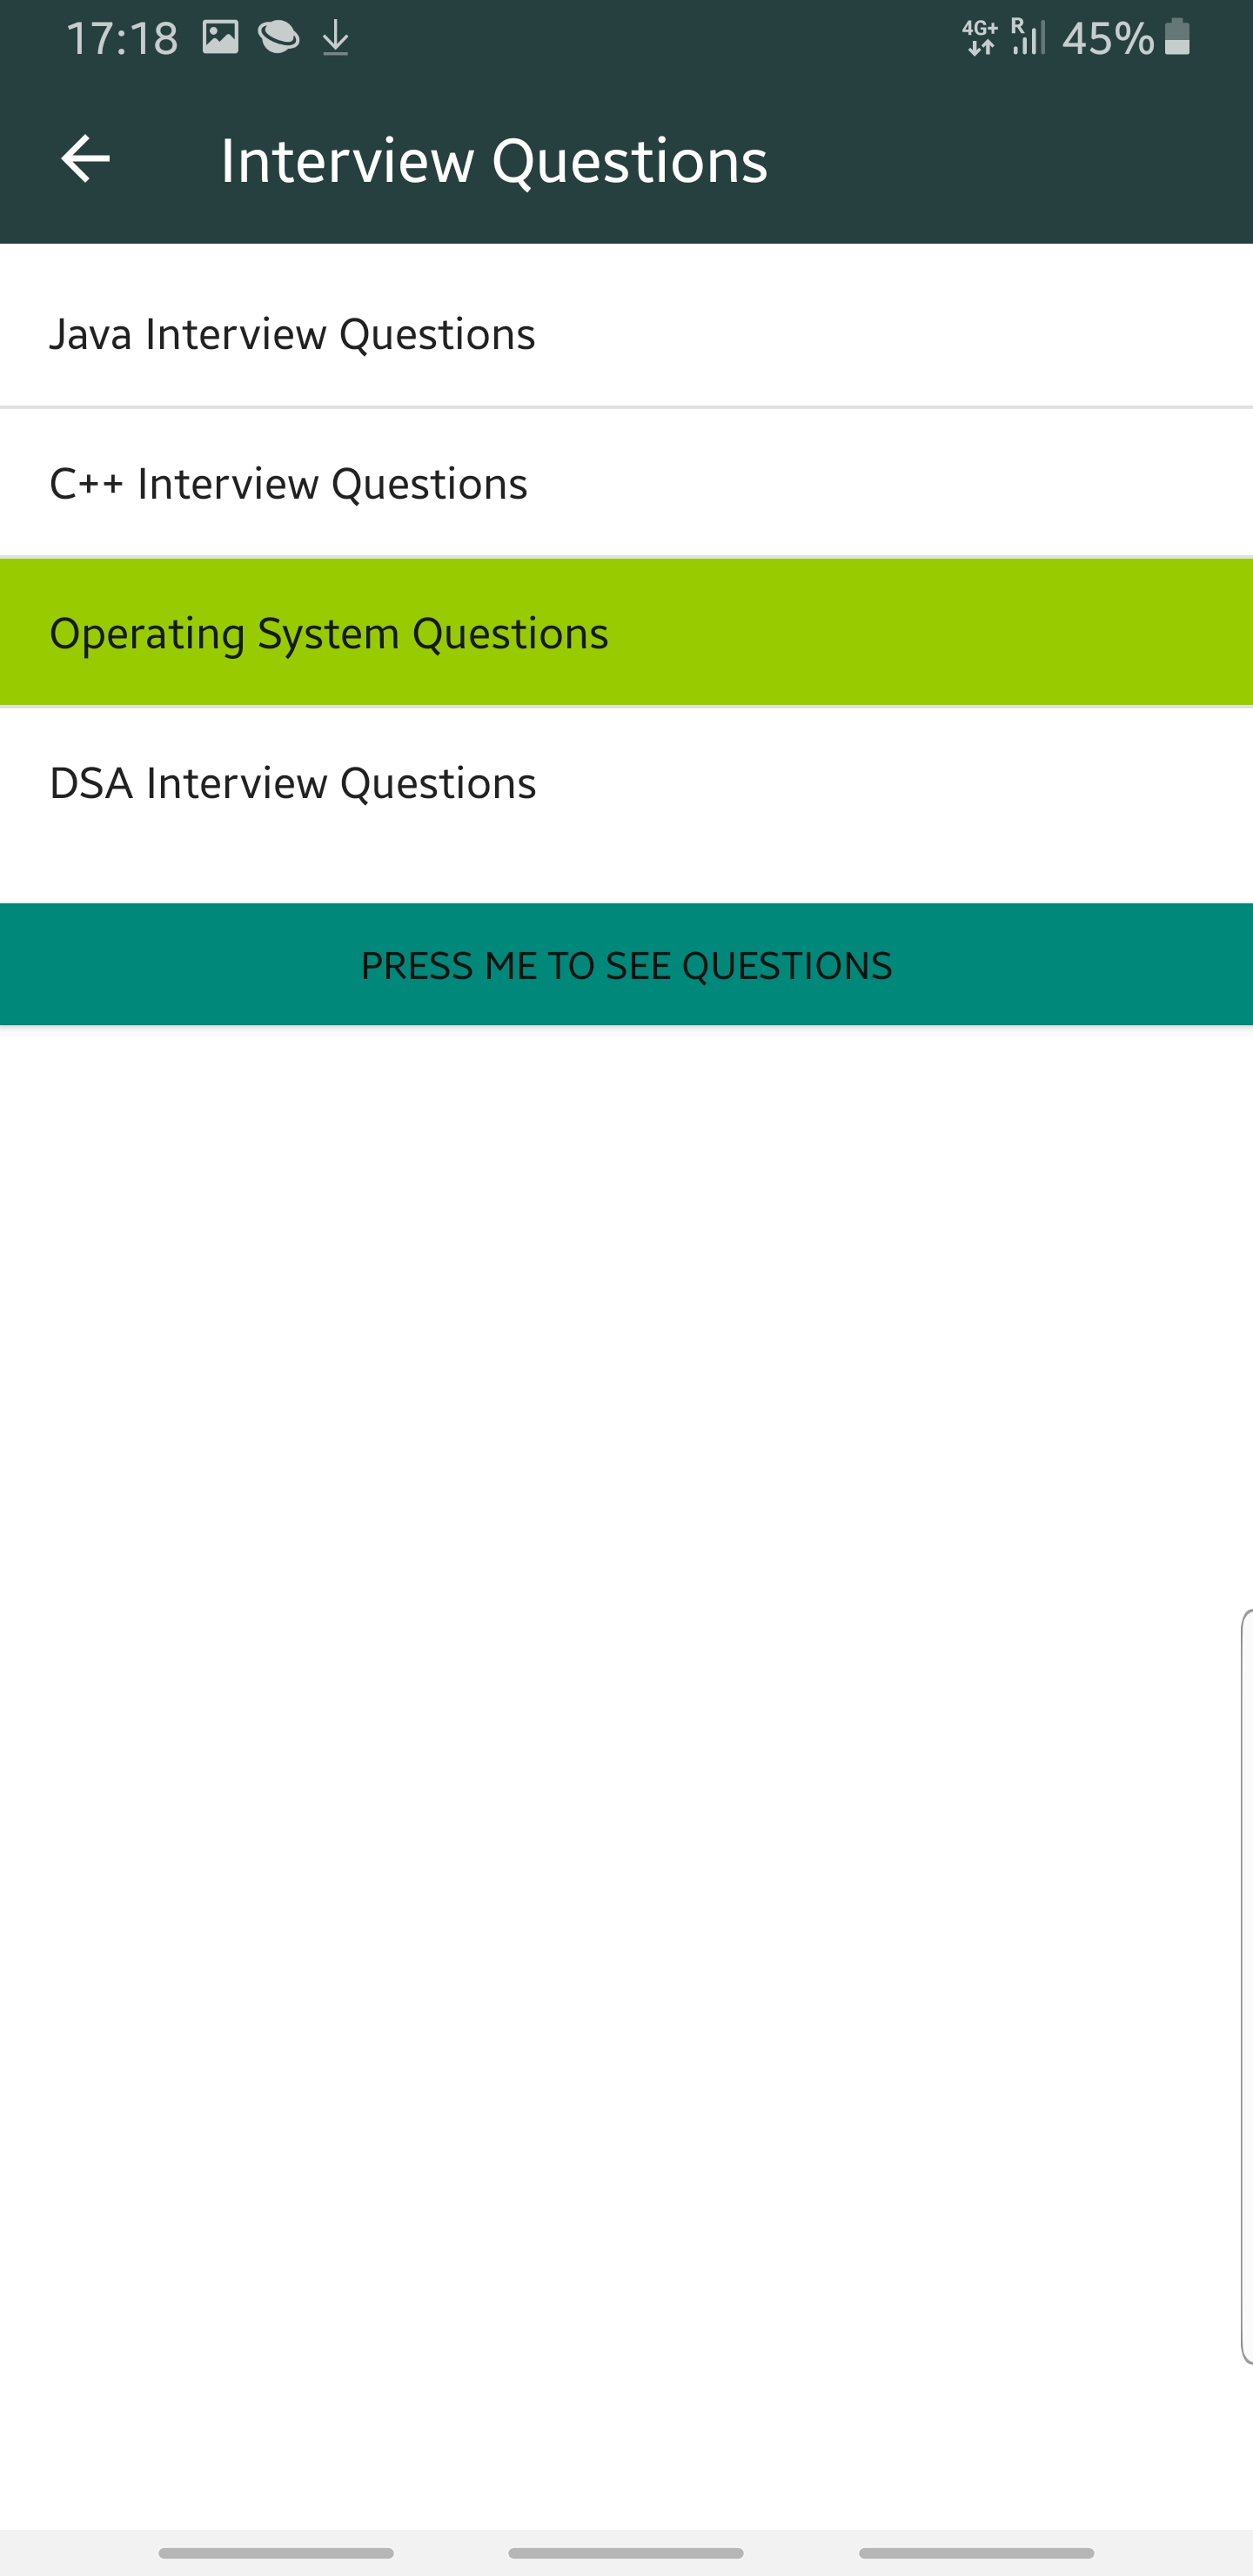 17:18 4G+ R 45%
Interview Questions
Java Interview Questions
C++ Interview Questions
Operating System Questions
DSA Interview Questions
PRESS ME TO SEE QUESTIONS